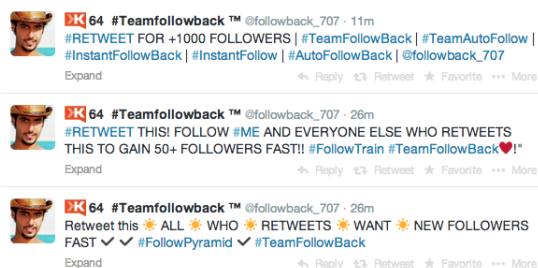 K 64 #Teamfollowback ™ @followback_707 · 11m
#RETWEET FOR +1000 FOLLOWERS | #TeamFollowBack | #TeamAutoFollow |
#InstantFollowBack | #InstantFollow | #AutoFollowBack | @followback_707
Expand Reply Retweet Favorite More
K 64 #Teamfollowback ™ @followback_707 · 26m
#RETWEET THIS! FOLLOW #ME AND EVERYONE ELSE WHO RETWEETS
THIS TO GAIN 50+ FOLLOWERS FAST!! #FollowTrain #TeamFollowBack♥!"
Expand Reply Retweet Favorite More
K 64 #Teamfollowback ™ @followback_707 · 26m
Retweet this ☀ ALL ☀ WHO ☀ RETWEETS ☀ WANT ☀ NEW FOLLOWERS
FAST ✔ ✔ #FollowPyramid ✔ #TeamFollowBack
Expand Reply Retweet Favorite More